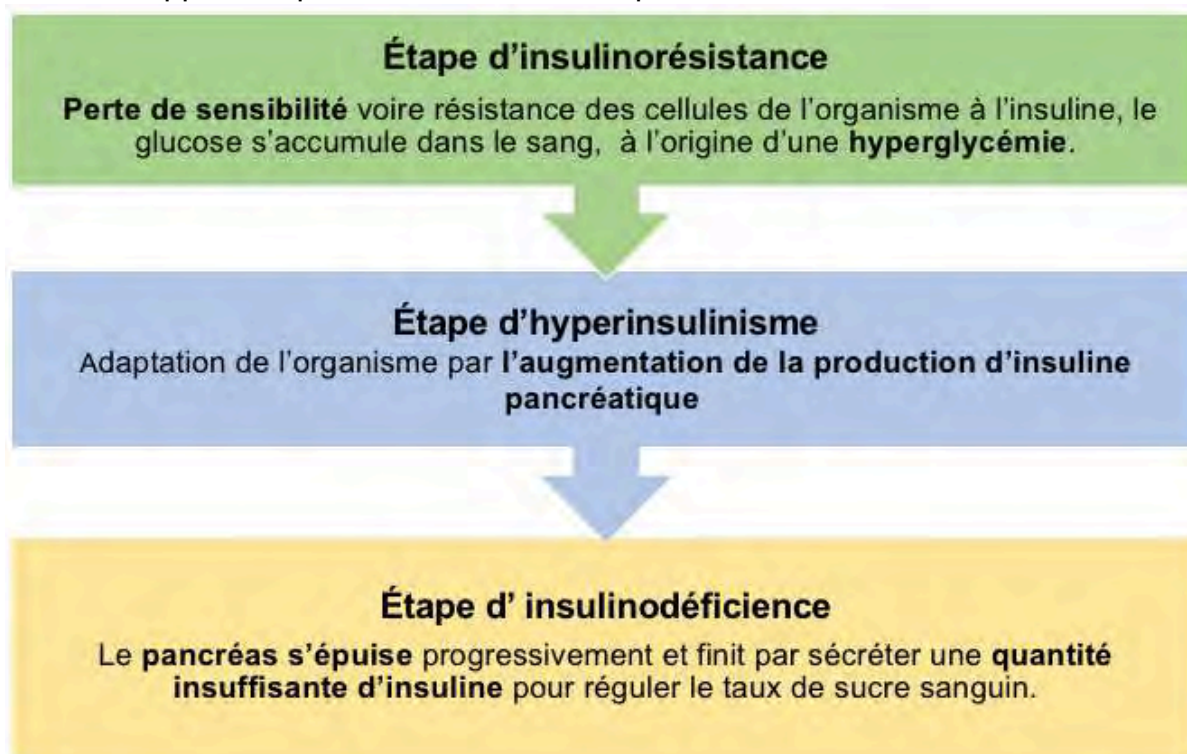 Étape d’insulinorésistance
Perte de sensibilité voire résistance des cellules de l’organisme à l’insuline, le
glucose s’accumule dans le sang, à l’origine d’une hyperglycémie.
Étape d’hyperinsulinisme
Adaptation de l’organisme par l’augmentation de la production d’insuline
pancréatique
Étape d’ insulinodéficience
Le pancréas s’épuise progressivement et finit par sécréter une quantité
insuffisante d’insuline pour réguler le taux de sucre sanguin.